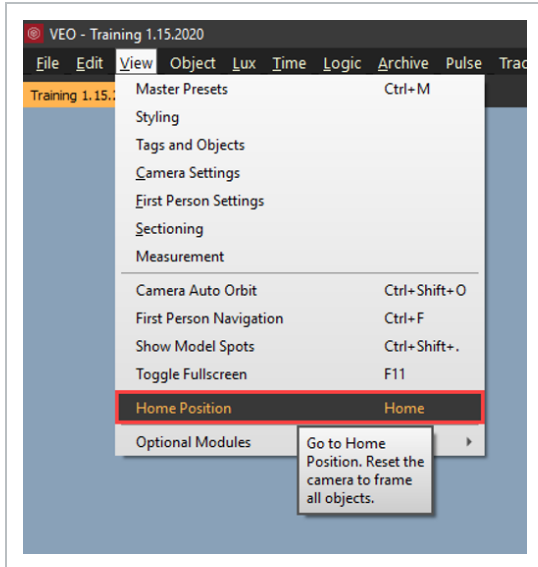 VEO - Training 1.15.2020
File Edit View Object Lux Time Logic Archive Pulse
Training 1.15.
Master Presets Ctrl+M
Styling
Tags and Objects
Camera Settings
First Person Settings
Sectioning
Measurement
Camera Auto Orbit Ctrl+Shift+O
First Person Navigation Ctrl+F
Show Model Spots Ctrl+Shift+.
Toggle Fullscreen F11
Home Position Home
Optional Modules
Go to Home
Position. Reset the
camera to frame
all objects.